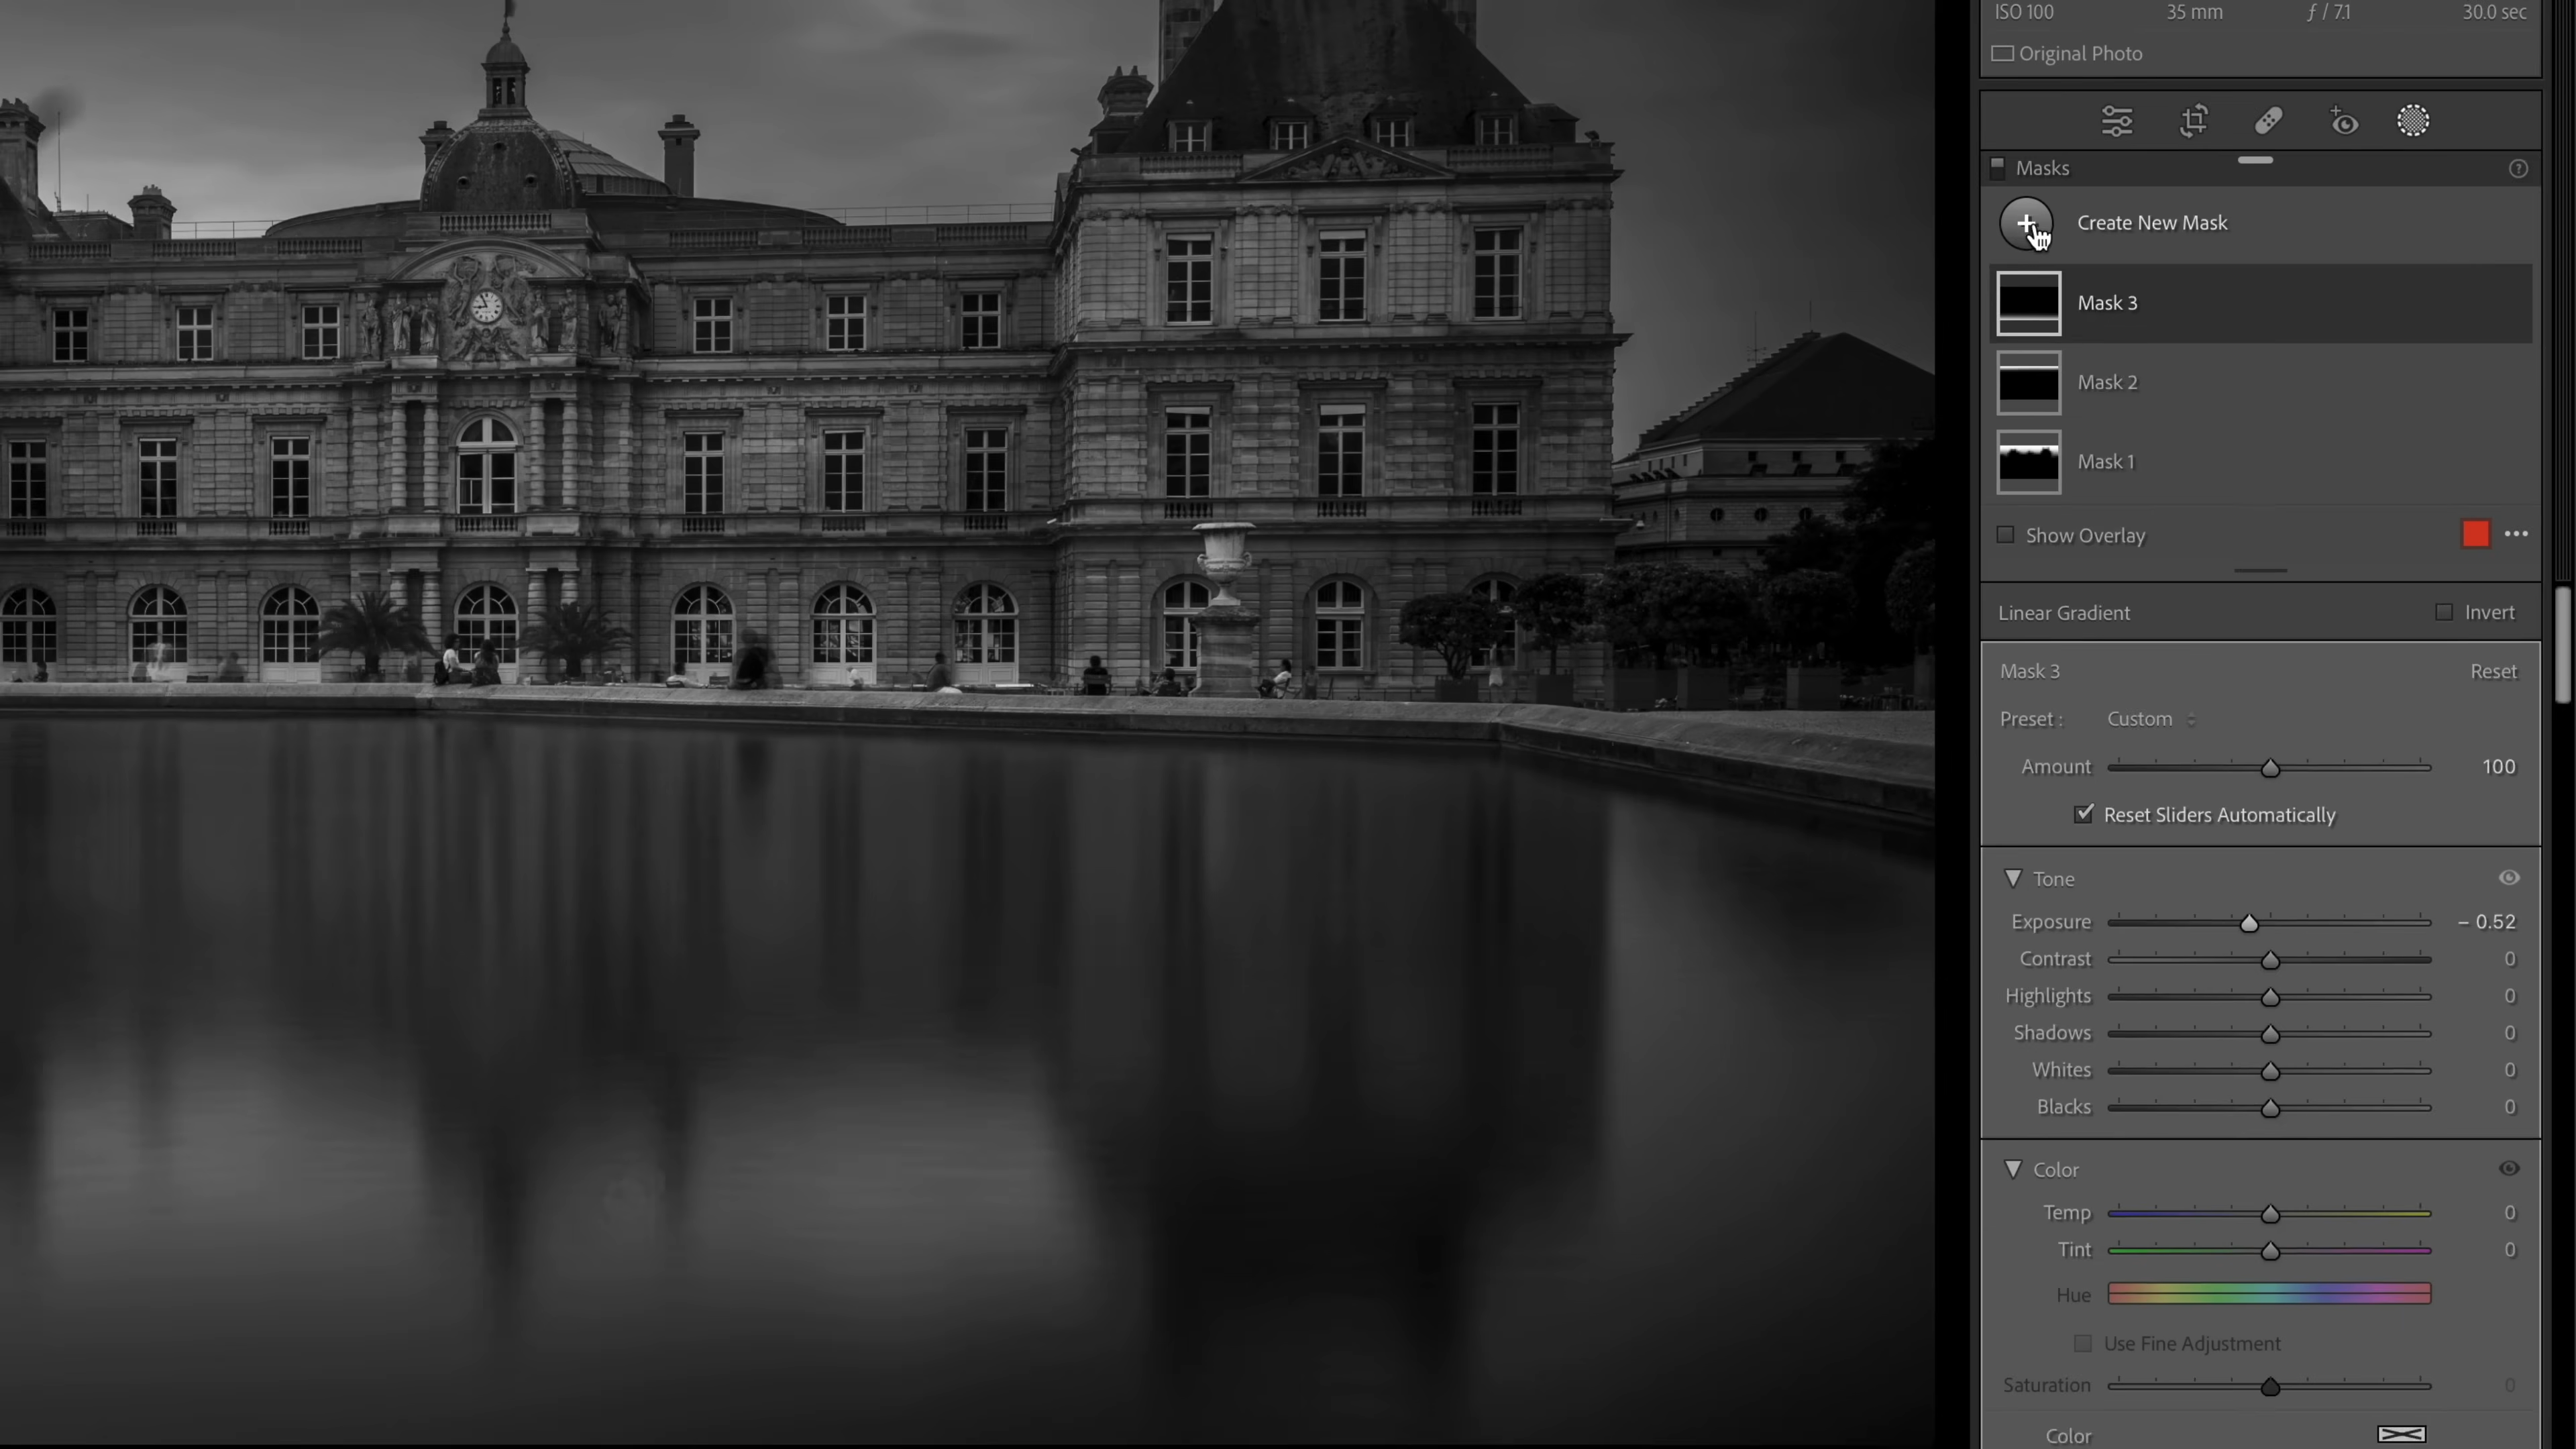 ISO 100 35 mm ƒ / 7.1 30.0 sec
Original Photo
Masks
Create New Mask
Mask 3
Mask 2
Mask 1
Show Overlay
Linear Gradient Invert
Mask 3 Reset
Preset : Custom
Amount 100
Reset Sliders Automatically
Tone
Exposure – 0.52
Contrast 0
Highlights 0
Shadows 0
Whites 0
Blacks 0
Color
Temp 0
Tint 0
Hue
Use Fine Adjustment
Saturation 0
Color